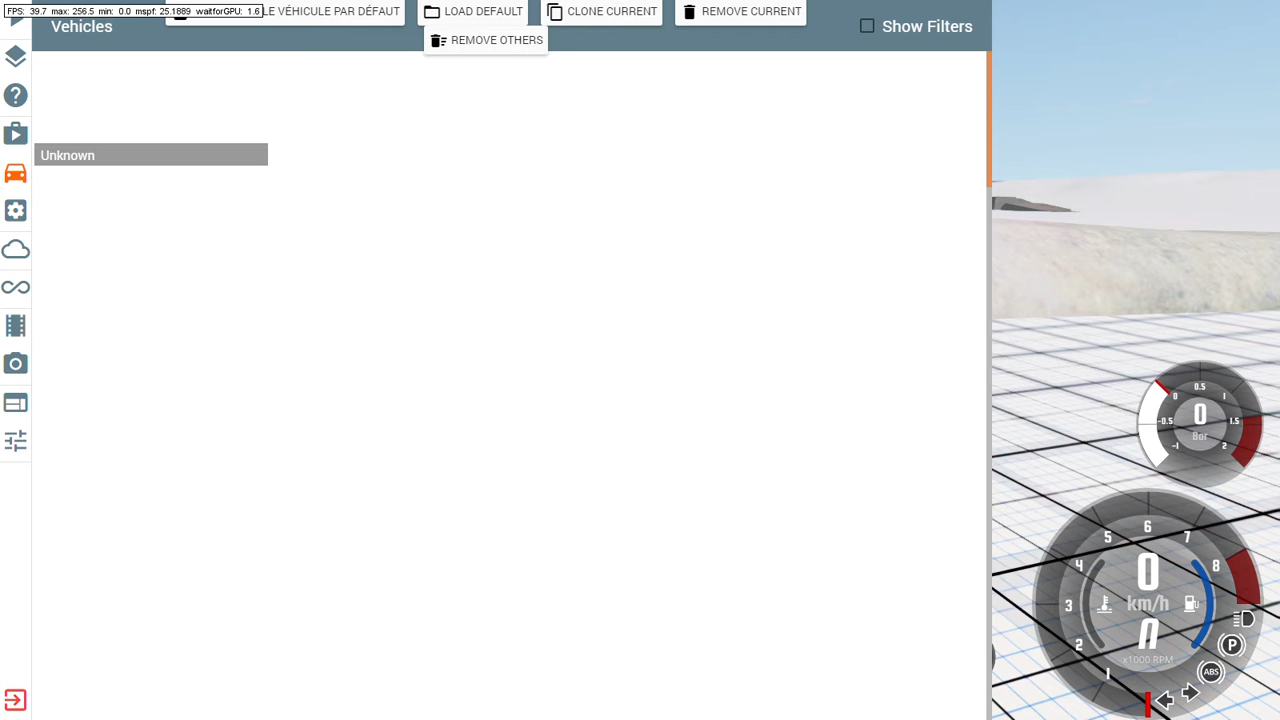 FPS: 39.7 max: 256.5 min: 0.0 mspf: 25.1889 waitforGPU: 1.6
LE VÉHICULE PAR DÉFAUT
LOAD DEFAULT
CLONE CURRENT
REMOVE CURRENT
Vehicles
REMOVE OTHERS
Show Filters
Unknown
0.5
0
1
-0.5
0
1.5
Bar
-1
2
6
5
7
4
0
8
3
km/h
2
n
P
x1000 RPM
1
ABS